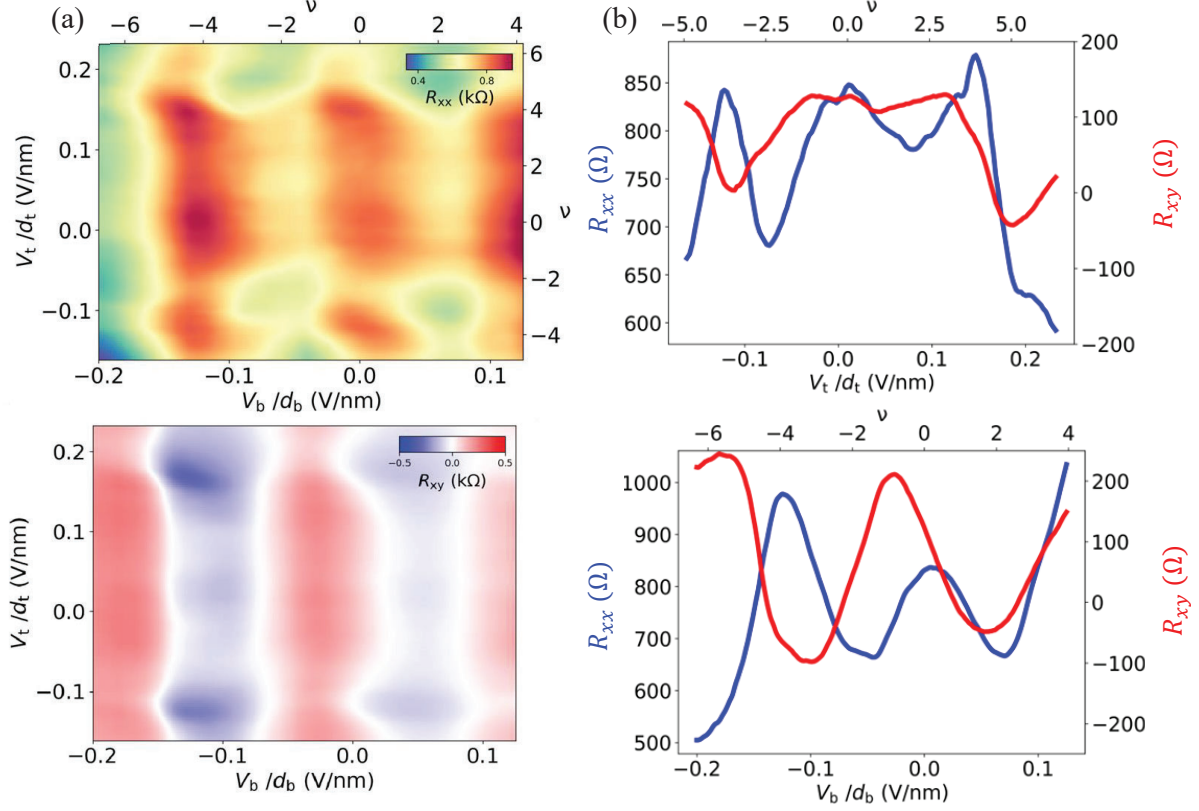 (a)
ν
−6 −4 −2 0 2 4
0.2
0.1
0.0
−0.1
V_t /d_t (V/nm)
0.4 0.8
R_xx (kΩ)
6
4
2
0
−2
−4
ν
−0.2 −0.1 0.0 0.1
V_b /d_b (V/nm)
0.2
0.1
0.0
−0.1
V_t/d_t (V/nm)
−0.5 0.0 0.5
R_xy (kΩ)
−0.2 −0.1 0.0 0.1
V_b /d_b (V/nm)
(b)
ν
−5.0 −2.5 0.0 2.5 5.0
850
800
750
700
650
600
R_xx (Ω)
200
100
0
−100
−200
R_xy (Ω)
−0.1 0.0 0.1 0.2
V_t /d_t (V/nm)
ν
−6 −4 −2 0 2 4
1000
900
800
700
600
500
R_xx (Ω)
200
100
0
−100
−200
R_xy (Ω)
−0.2 −0.1 0.0 0.1
V_b /d_b (V/nm)